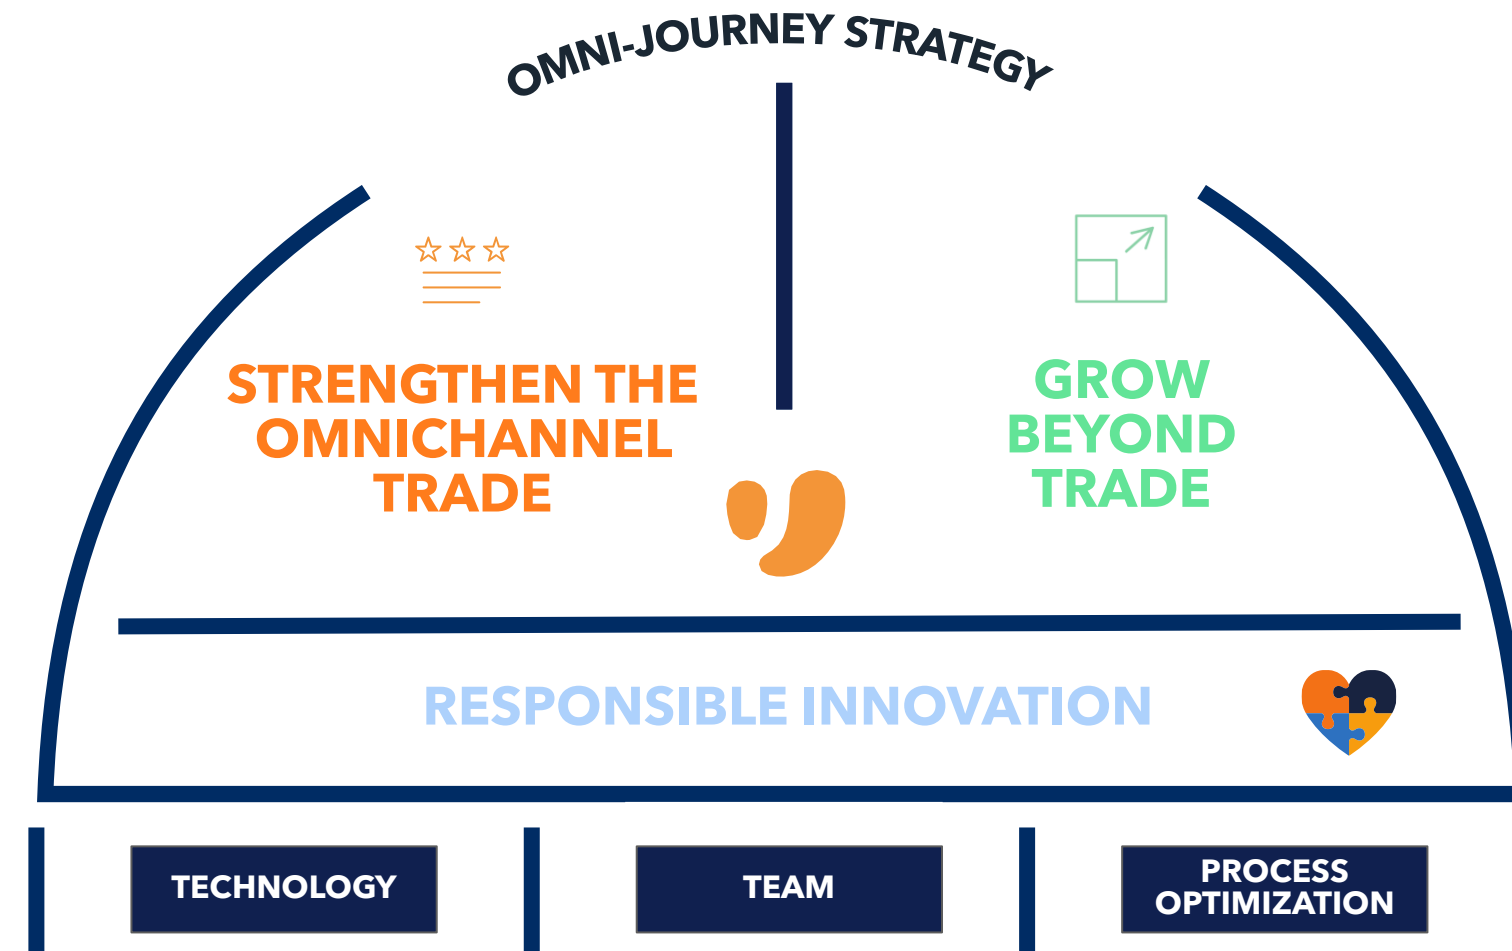 OMNI-JOURNEY STRATEGY
STRENGTHEN THE
OMNICHANNEL
TRADE
GROW
BEYOND
TRADE
RESPONSIBLE INNOVATION
TECHNOLOGY
TEAM
PROCESS
OPTIMIZATION